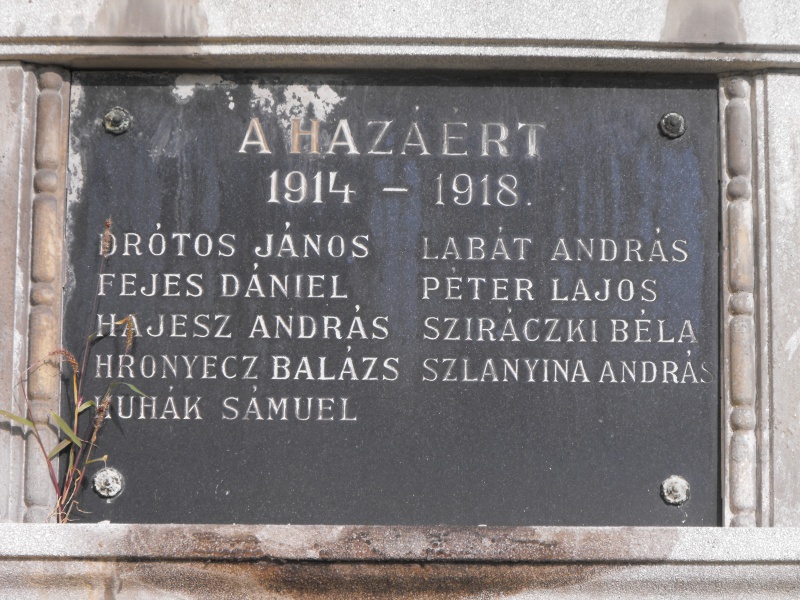 A HAZÁÉRT
1914 – 1918.
DRÓTOS JÁNOS
FEJES DÁNIEL
HAJESZ ANDRÁS
HRONYECZ BALÁZS
KUHÁK SÁMUEL
LABÁT ANDRÁS
PÉTER LAJOS
SZIRÁCZKI BÉLA
SZLANYINA ANDRÁS